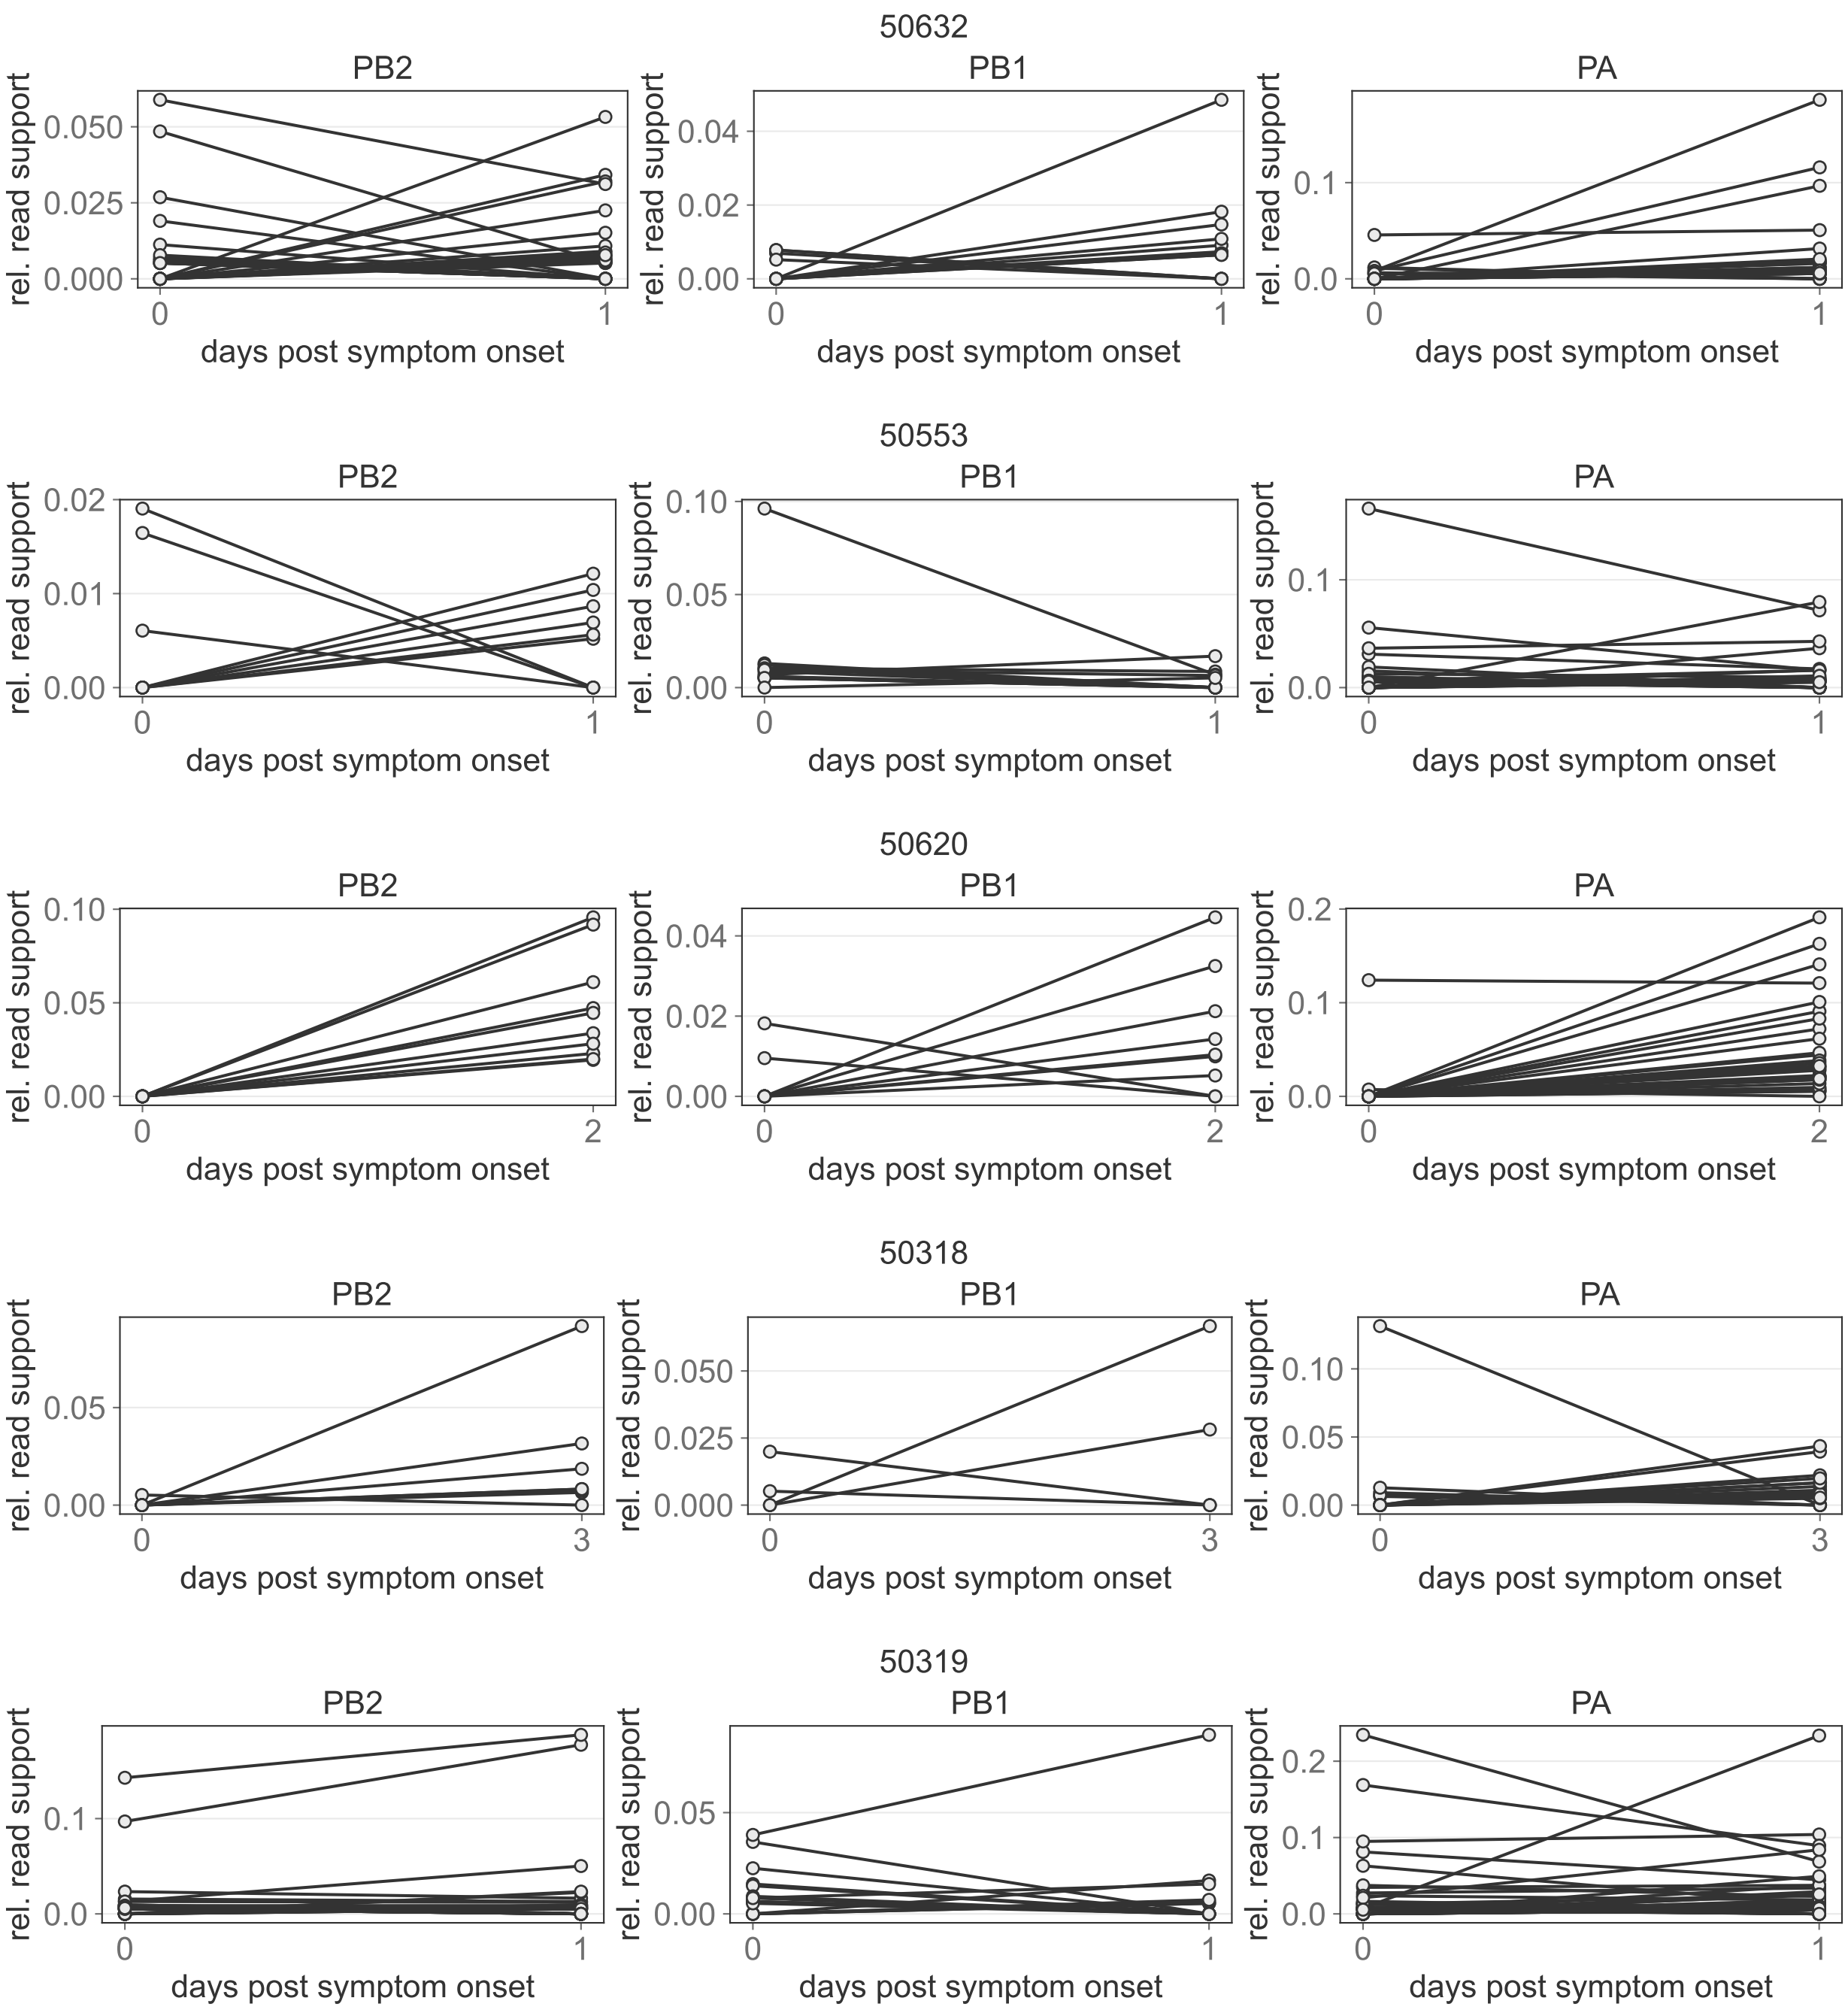 50632
PB2
PB1
PA
rel. read support
0.050
0.025
0.000
0
1
days post symptom onset
rel. read support
0.04
0.02
0.00
0
1
days post symptom onset
rel. read support
0.1
0.0
0
1
days post symptom onset
50553
PB2
PB1
PA
rel. read support
0.02
0.01
0.00
0
1
days post symptom onset
rel. read support
0.10
0.05
0.00
0
1
days post symptom onset
rel. read support
0.1
0.0
0
1
days post symptom onset
50620
PB2
PB1
PA
rel. read support
0.10
0.05
0.00
0
2
days post symptom onset
rel. read support
0.04
0.02
0.00
0
2
days post symptom onset
rel. read support
0.2
0.1
0.0
0
2
days post symptom onset
50318
PB2
PB1
PA
rel. read support
0.05
0.00
0
3
days post symptom onset
rel. read support
0.050
0.025
0.000
0
3
days post symptom onset
rel. read support
0.10
0.05
0.00
0
3
days post symptom onset
50319
PB2
PB1
PA
rel. read support
0.1
0.0
0
1
days post symptom onset
rel. read support
0.05
0.00
0
1
days post symptom onset
rel. read support
0.2
0.1
0.0
0
1
days post symptom onset